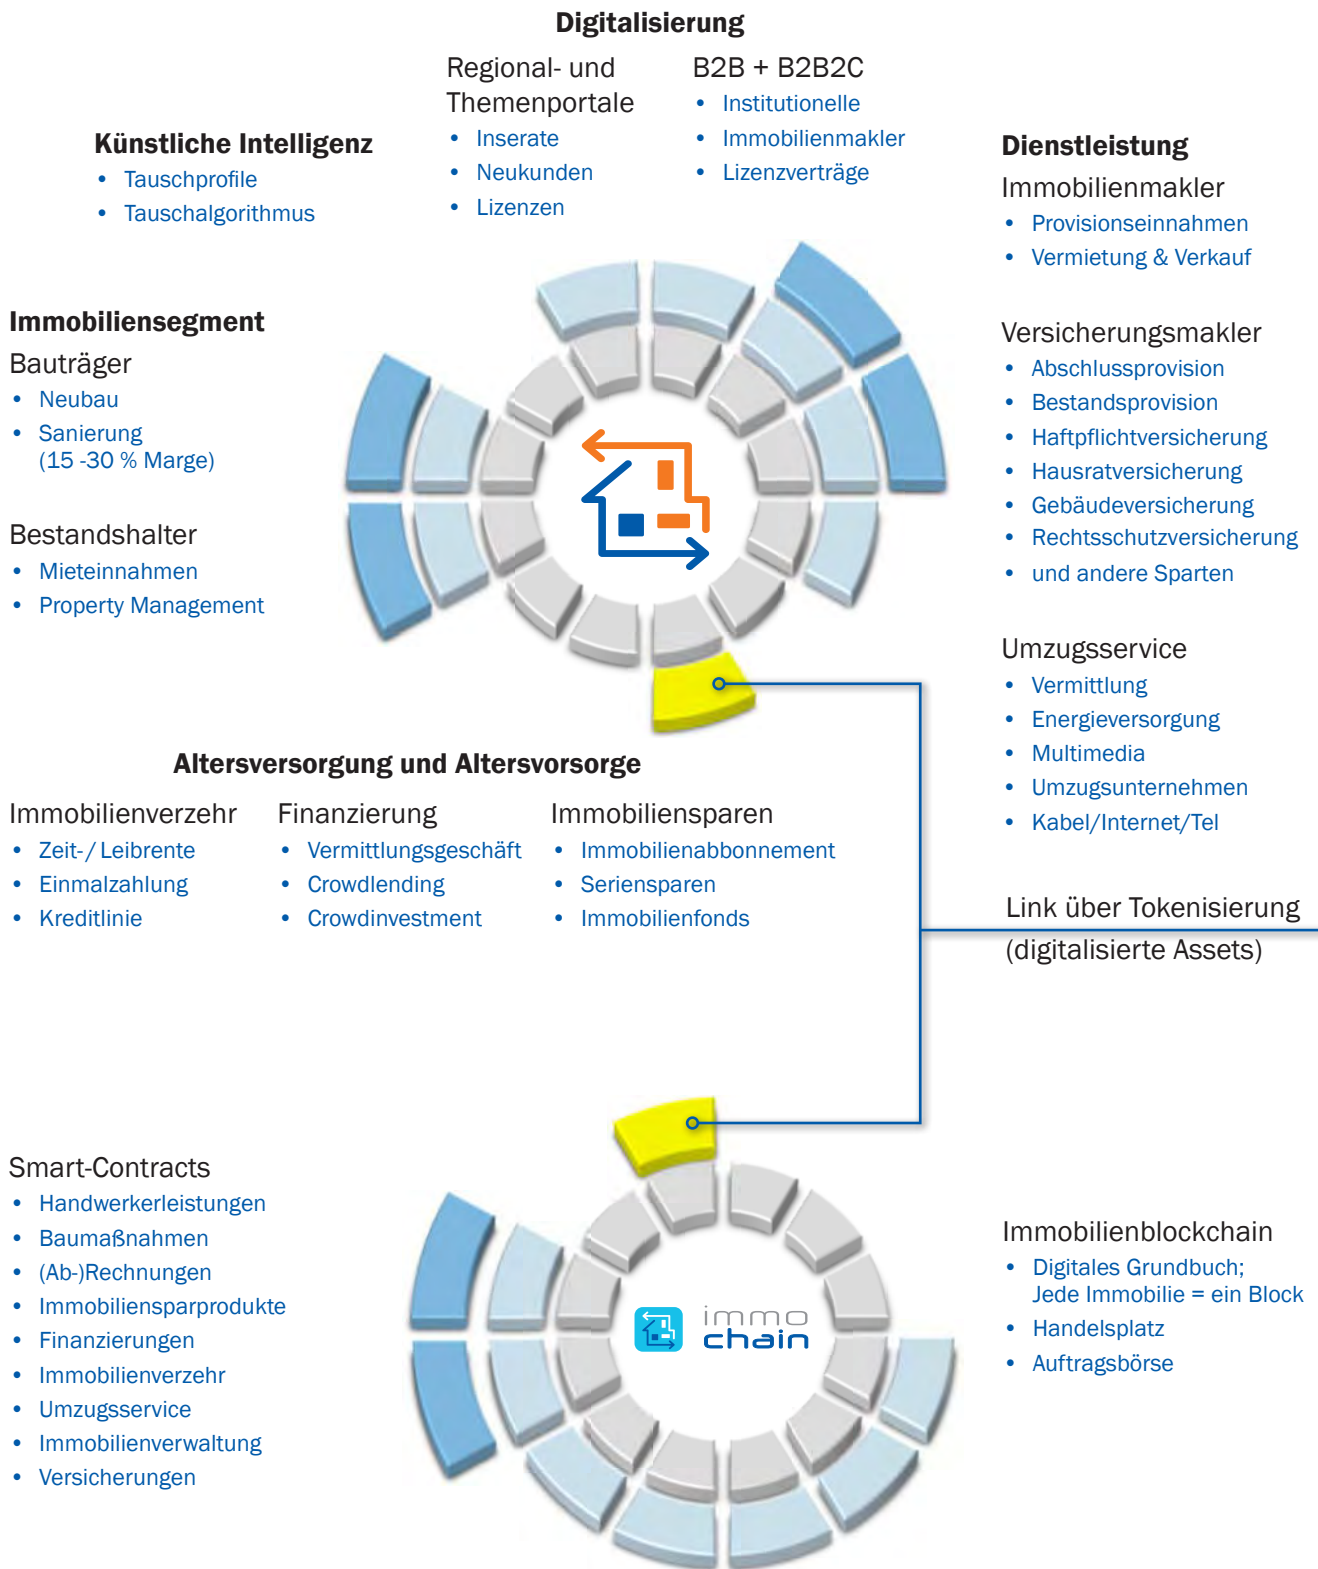 Digitalisierung
Regional- und
Themenportale
• Inserate
• Neukunden
• Lizenzen
B2B + B2B2C
• Institutionelle
• Immobilienmakler
• Lizenzverträge
Künstliche Intelligenz
• Tauschprofile
• Tauschalgorithmus
Dienstleistung
Immobilienmakler
• Provisionseinnahmen
• Vermietung & Verkauf
Versicherungsmakler
• Abschlussprovision
• Bestandsprovision
• Haftpflichtversicherung
• Hausratversicherung
• Gebäudeversicherung
• Rechtsschutzversicherung
• und andere Sparten
Umzugsservice
• Vermittlung
• Energieversorgung
• Multimedia
• Umzugsunternehmen
• Kabel/Internet/Tel
Immobiliensegment
Bauträger
• Neubau
• Sanierung
(15 -30 % Marge)
Bestandshalter
• Mieteinnahmen
• Property Management
Altersversorgung und Altersvorsorge
Immobilienverzehr
• Zeit-/ Leibrente
• Einmalzahlung
• Kreditlinie
Finanzierung
• Vermittlungsgeschäft
• Crowdlending
• Crowdinvestment
Immobiliensparen
• Immobilienabbonnement
• Seriensparen
• Immobilienfonds
Link über Tokenisierung
(digitalisierte Assets)
Smart-Contracts
• Handwerkerleistungen
• Baumaßnahmen
• (Ab-)Rechnungen
• Immobiliensparprodukte
• Finanzierungen
• Immobilienverzehr
• Umzugsservice
• Immobilienverwaltung
• Versicherungen
immo
chain
Immobilienblockchain
• Digitales Grundbuch;
Jede Immobilie = ein Block
• Handelsplatz
• Auftragsbörse